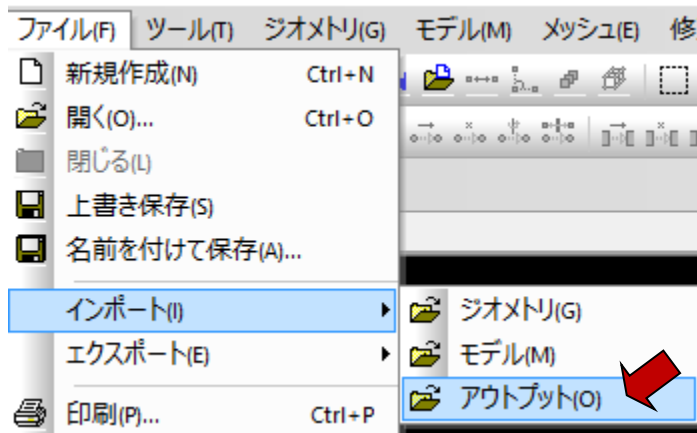 ファイル(F) ツール(T) ジオメトリ(G) モデル(M) メッシュ(E) 修
新規作成(N) Ctrl+N
開く(O)... Ctrl+O
閉じる(L)
上書き保存(S)
名前を付けて保存(A)...
インポート(I)
ジオメトリ(G)
エクスポート(E)
モデル(M)
印刷(P)... Ctrl+P
アウトプット(O)